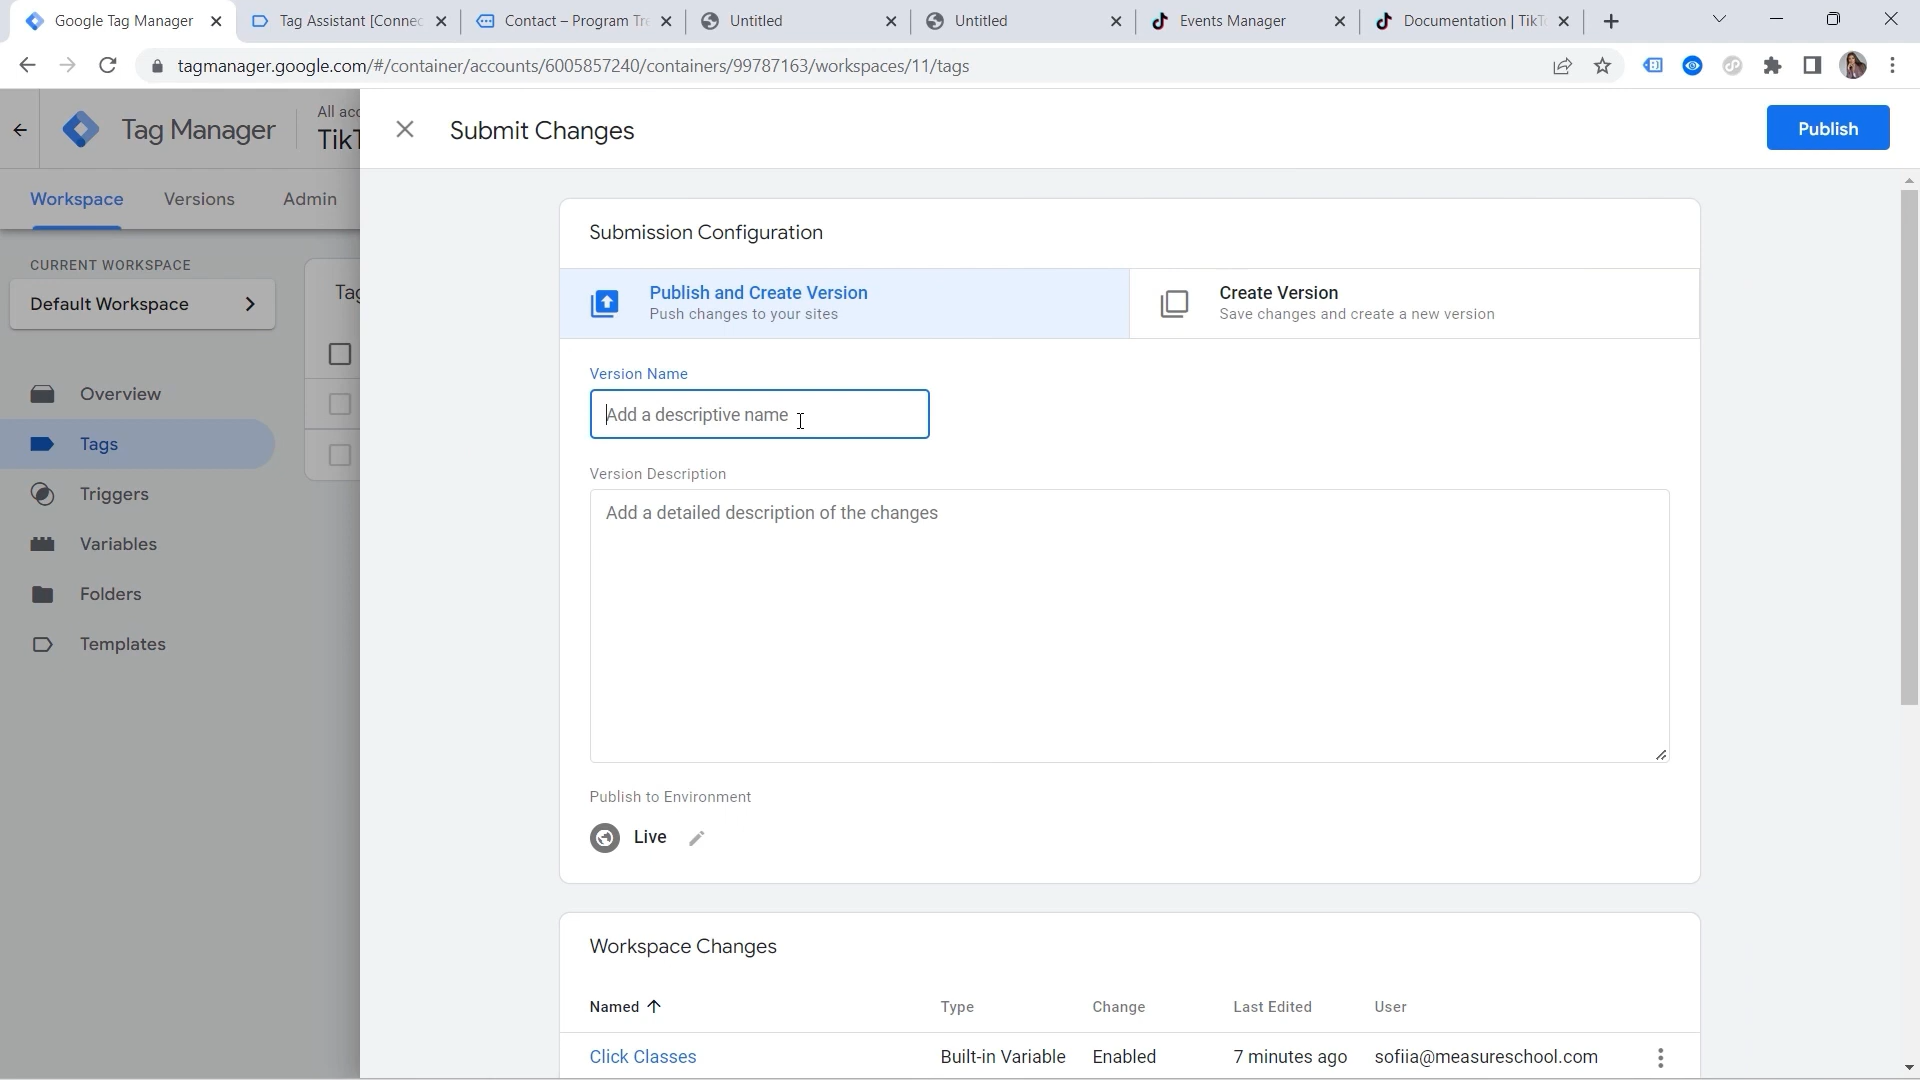 Google Tag Manager
Tag Assistant [Connec
Contact – Program Tre
Untitled
Untitled
Events Manager
Documentation | TikT
tagmanager.google.com/#/container/accounts/6005857240/containers/99787163/workspaces/11/tags
Tag Manager
All acc
TikT
Submit Changes
Publish
Workspace
Versions
Admin
CURRENT WORKSPACE
Default Workspace
Overview
Tags
Triggers
Variables
Folders
Templates
Tag
Submission Configuration
Publish and Create Version
Push changes to your sites
Create Version
Save changes and create a new version
Version Name
Add a descriptive name
Version Description
Add a detailed description of the changes
Publish to Environment
Live
Workspace Changes
Named Type Change Last Edited User
Click Classes Built-in Variable Enabled 7 minutes ago sofiia@measureschool.com